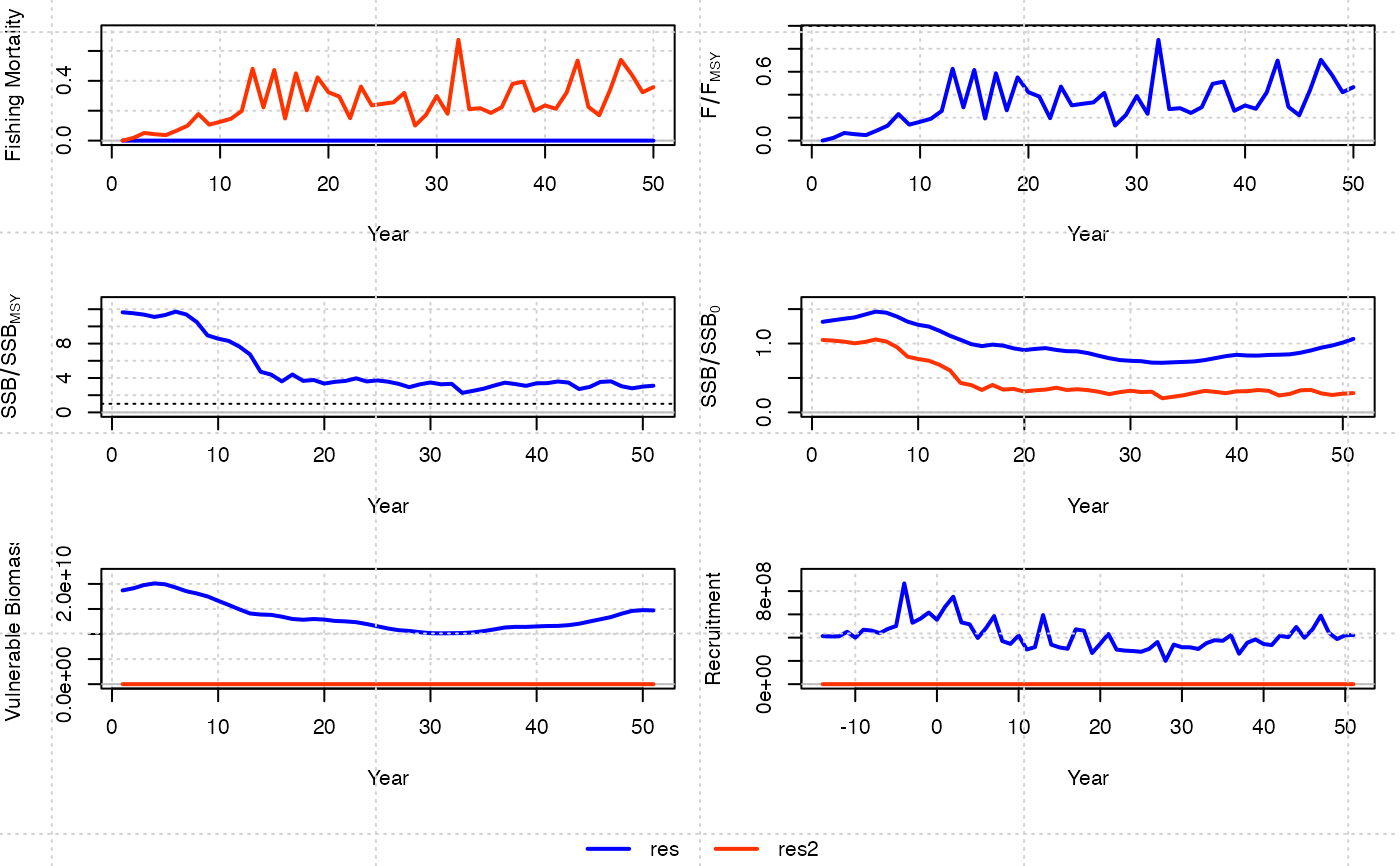 Fishing Mortality
0.0 0.4
0 10 20 30 40 50
Year
F/F_MSY
0.0 0.6
0 10 20 30 40 50
Year
SSB/SSB_MSY
0 4 8
0 10 20 30 40 50
Year
SSB/SSB_0
0.0 1.0
0 10 20 30 40 50
Year
Vulnerable Biomass
0.0e+00 2.0e+10
0 10 20 30 40 50
Year
Recruitment
0e+00 8e+08
-10 0 10 20 30 40 50
Year
res res2